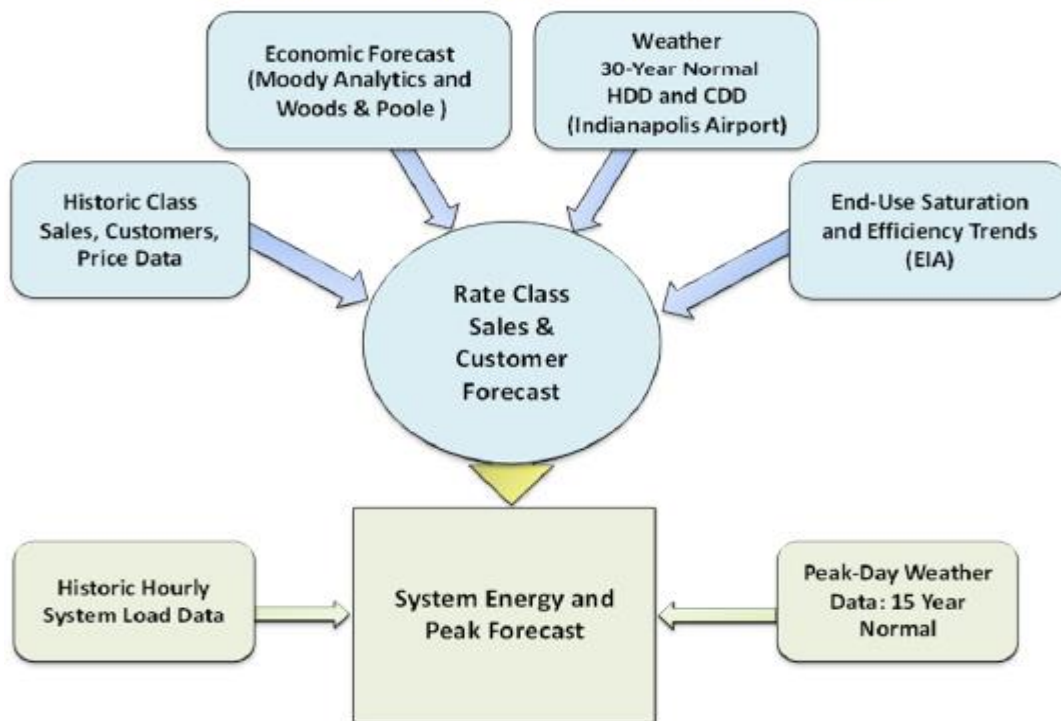 Economic Forecast
(Moody Analytics and
Woods & Poole )
Weather
30-Year Normal
HDD and CDD
(Indianapolis Airport)
Historic Class
Sales, Customers,
Price Data
End-Use Saturation
and Efficiency Trends
(EIA)
Rate Class
Sales &
Customer
Forecast
Historic Hourly
System Load Data
System Energy and
Peak Forecast
Peak-Day Weather
Data: 15 Year
Normal